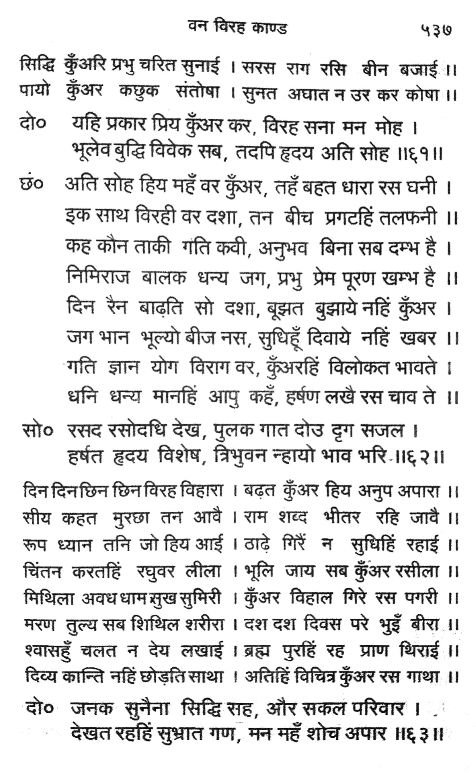 वन विरह काण्ड ५३७
सिद्धि कुँअरि प्रभु चरित सुनाई । सरस राग रसि बीन बजाई ।।
पायो कुँअर कछुक संतोषा । सुनत अघात न उर कर कोषा ।।
दो० यहि प्रकार प्रिय कुँअर कर, विरह सना मन मोह ।
भूलेव बुद्धि विवेक सब, तदपि हृदय अति सोह ।।६१।।
छं० अति सोह हिय महँ वर कुँअर, तहँ बहत धारा रस घनी ।
इक साथ विरही वर दशा, तन बीच प्रगटहिं तलफनी ।।
कह कौन ताकी गति कवी, अनुभव बिना सब दम्भ है ।
निमिराज बालक धन्य जग, प्रभु प्रेम पूरण खम्भ है ।।
दिन रैन बाढ़ति सो दशा, बूझत बुझाये नहिं कुँअर ।
जग भान भूल्यो बीज नस, सुधिहूँ दिवाये नहिं खबर ।।
गति ज्ञान योग विराग वर, कुँअरहिं विलोकत भावते ।
धनि धन्य मानहिं आपु कहँ, हर्षण लखै रस चाव ते ।।
सो० रसद रसोदधि देख, पुलक गात दोउ दृग सजल ।
हर्षत हृदय विशेष, त्रिभुवन न्हायो भाव भरि ।।६२।।
दिन दिन छिन छिन विरह विहारा । बढ़त कुँअर हिय अनुप अपारा ।।
सीय कहत मुरछा तन आवै । राम शब्द भीतर रहि जावै ।।
रूप ध्यान तनि जो हिय आई । ठाढ़े गिरैं न सुधिहिं रहाई ।।
चिंतन करतहिं रघुवर लीला । भूलि जाय सब कुँअर रसीला ।।
मिथिला अवध धाम सुख सुमिरी । कुँअर विहाल गिरे रस पगरी ।।
मरण तुल्य सब शिथिल शरीरा । दश दश दिवस परे भुइँ बीरा ।।
श्वासहुँ चलत न देय लखाई । ब्रह्म पुरहिं रह प्राण थिराई ।।
दिव्य कान्ति नहिं छोड़ति साथा । अतिहिं विचित्र कुँअर रस गाथा ।।
दो० जनक सुनैना सिद्धि सह, और सकल परिवार ।
देखत रहहिं सुभ्रात गण, मन महँ शोच अपार ।।६३।।